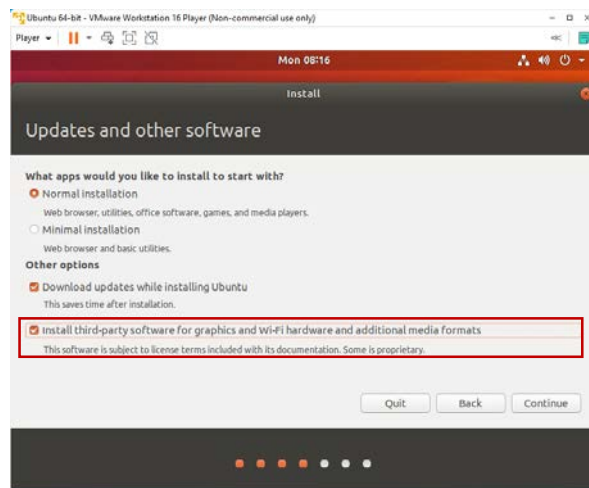 Ubuntu 64-bit - VMware Workstation 16 Player (Non-commercial use only)
Player
Mon 08:16
Install
Updates and other software
What apps would you like to install to start with?
Normal installation
Web browser, utilities, office software, games, and media players.
Minimal installation
Web browser and basic utilities.
Other options
Download updates while installing Ubuntu
This saves time after installation.
Install third-party software for graphics and Wi-Fi hardware and additional media formats
This software is subject to license terms included with its documentation. Some is proprietary.
Quit Back Continue